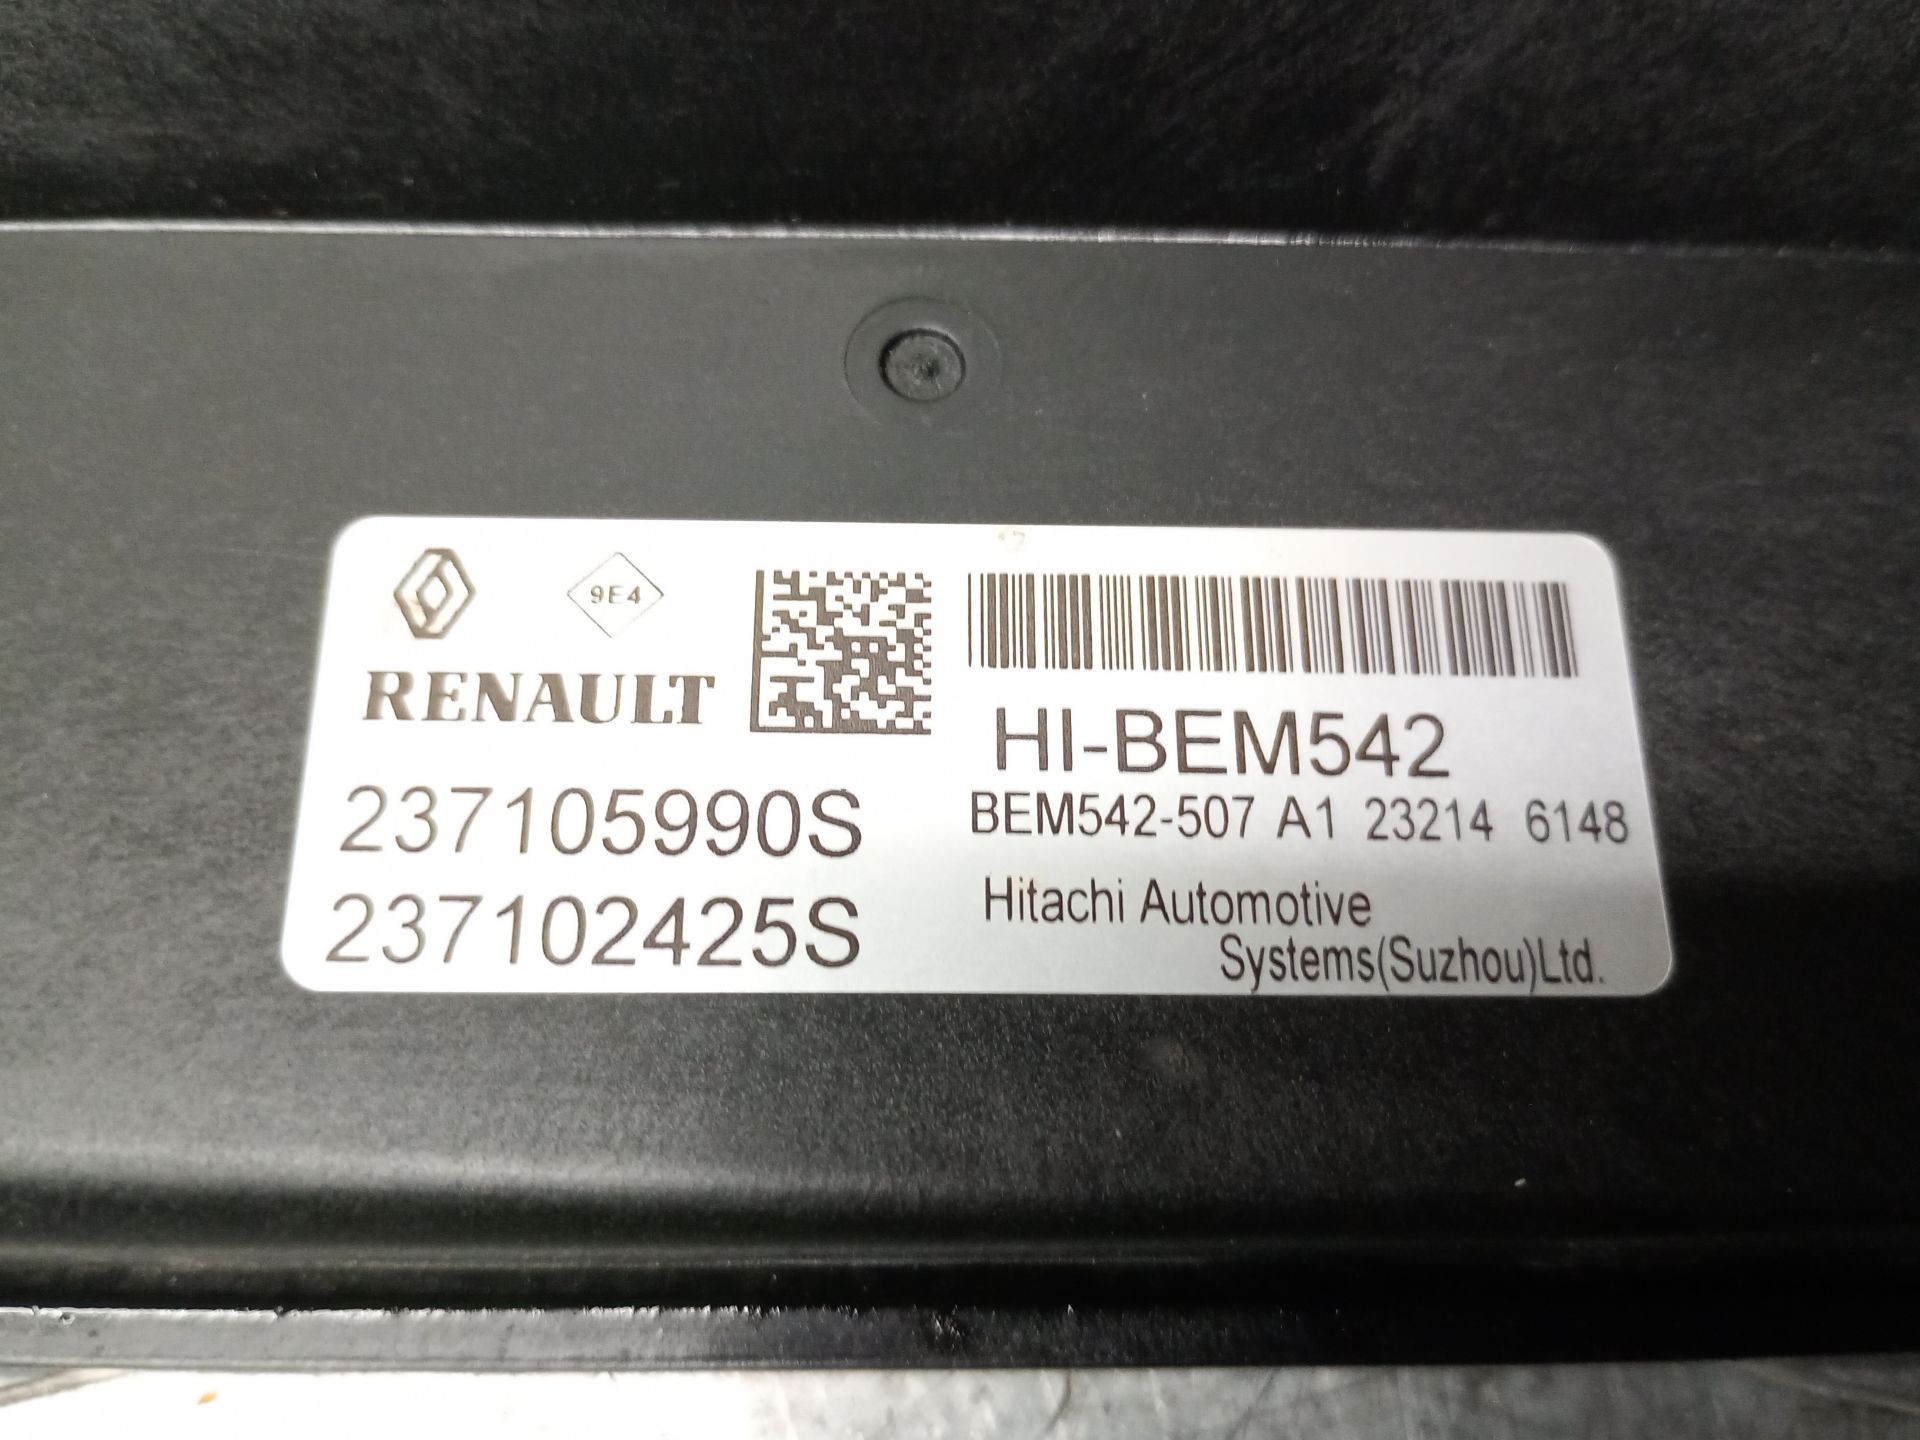 9E4
RENAULT
237105990S
237102425S
HI-BEM542
BEM542-507 A1 23214 6148
Hitachi Automotive
Systems(Suzhou)Ltd.